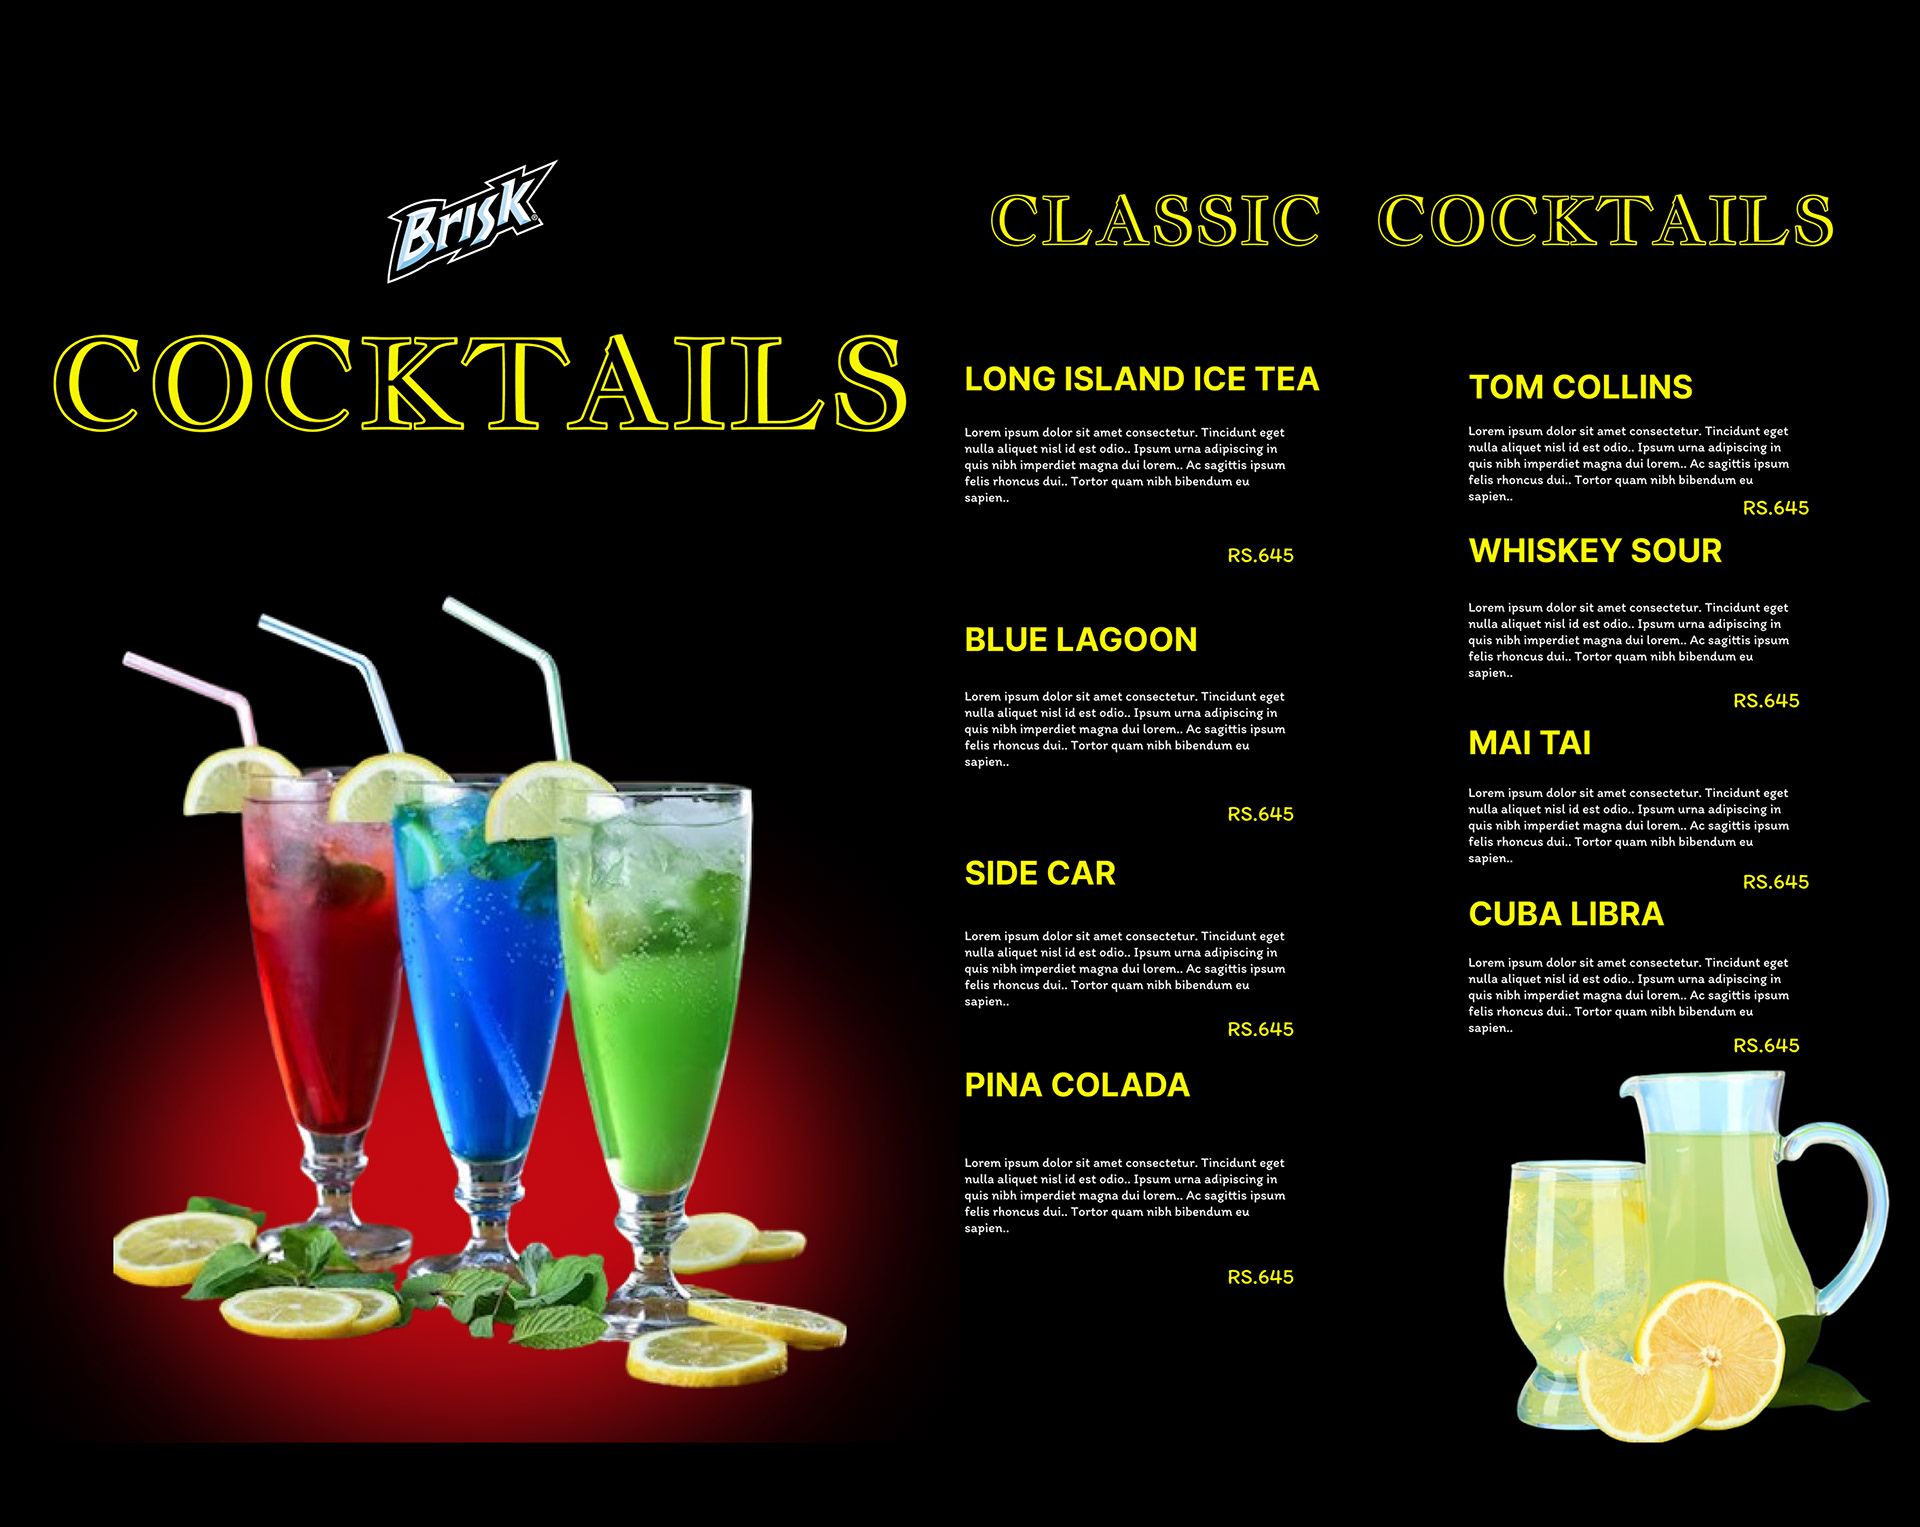 Brisk
COCKTAILS
CLASSIC COCKTAILS
LONG ISLAND ICE TEA
Lorem ipsum dolor sit amet consectetur. Tincidunt eget
nulla aliquet nisl id est odio.. Ipsum urna adipiscing in
quis nibh imperdiet magna dui lorem.. Ac sagittis ipsum
felis rhoncus dui.. Tortor quam nibh bibendum eu
sapien..
RS.645
BLUE LAGOON
Lorem ipsum dolor sit amet consectetur. Tincidunt eget
nulla aliquet nisl id est odio.. Ipsum urna adipiscing in
quis nibh imperdiet magna dui lorem.. Ac sagittis ipsum
felis rhoncus dui.. Tortor quam nibh bibendum eu
sapien..
RS.645
SIDE CAR
Lorem ipsum dolor sit amet consectetur. Tincidunt eget
nulla aliquet nisl id est odio.. Ipsum urna adipiscing in
quis nibh imperdiet magna dui lorem.. Ac sagittis ipsum
felis rhoncus dui.. Tortor quam nibh bibendum eu
sapien..
RS.645
PINA COLADA
Lorem ipsum dolor sit amet consectetur. Tincidunt eget
nulla aliquet nisl id est odio.. Ipsum urna adipiscing in
quis nibh imperdiet magna dui lorem.. Ac sagittis ipsum
felis rhoncus dui.. Tortor quam nibh bibendum eu
sapien..
RS.645
TOM COLLINS
Lorem ipsum dolor sit amet consectetur. Tincidunt eget
nulla aliquet nisl id est odio.. Ipsum urna adipiscing in
quis nibh imperdiet magna dui lorem.. Ac sagittis ipsum
felis rhoncus dui.. Tortor quam nibh bibendum eu
sapien..
RS.645
WHISKEY SOUR
Lorem ipsum dolor sit amet consectetur. Tincidunt eget
nulla aliquet nisl id est odio.. Ipsum urna adipiscing in
quis nibh imperdiet magna dui lorem.. Ac sagittis ipsum
felis rhoncus dui.. Tortor quam nibh bibendum eu
sapien..
RS.645
MAI TAI
Lorem ipsum dolor sit amet consectetur. Tincidunt eget
nulla aliquet nisl id est odio.. Ipsum urna adipiscing in
quis nibh imperdiet magna dui lorem.. Ac sagittis ipsum
felis rhoncus dui.. Tortor quam nibh bibendum eu
sapien..
RS.645
CUBA LIBRA
Lorem ipsum dolor sit amet consectetur. Tincidunt eget
nulla aliquet nisl id est odio.. Ipsum urna adipiscing in
quis nibh imperdiet magna dui lorem.. Ac sagittis ipsum
felis rhoncus dui.. Tortor quam nibh bibendum eu
sapien..
RS.645